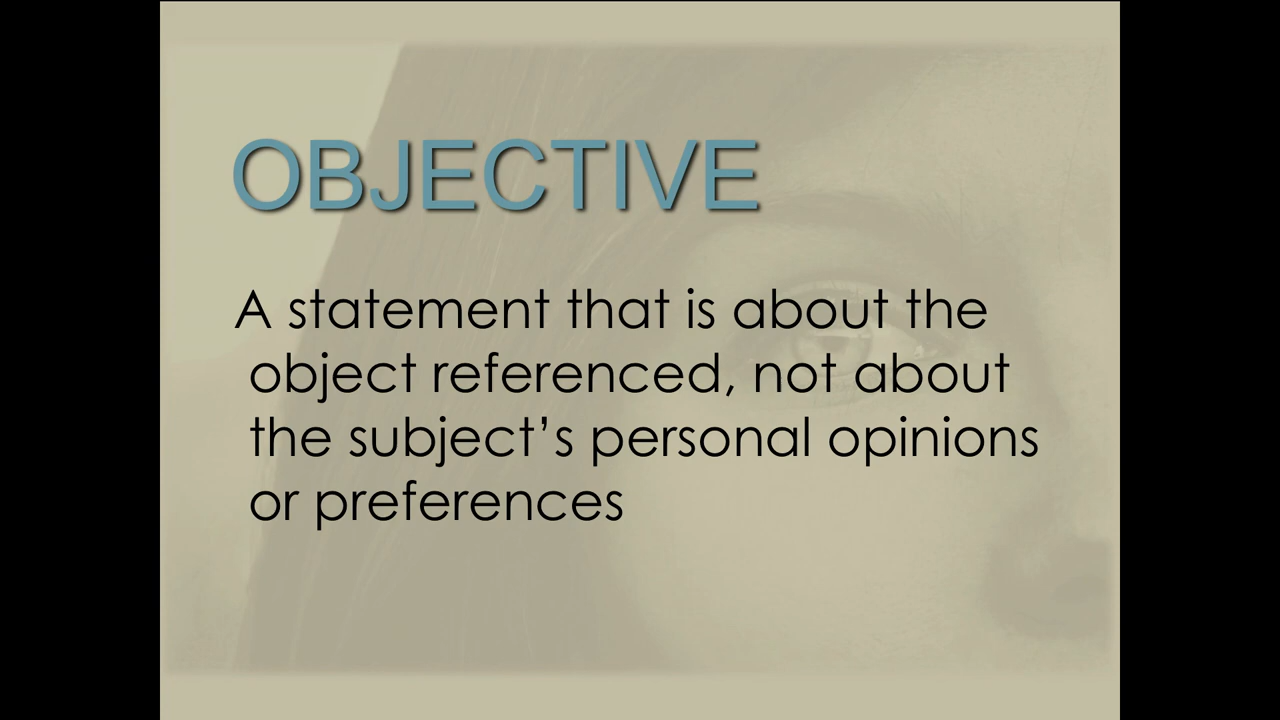 OBJECTIVE
A statement that is about the
object referenced, not about
the subject’s personal opinions
or preferences